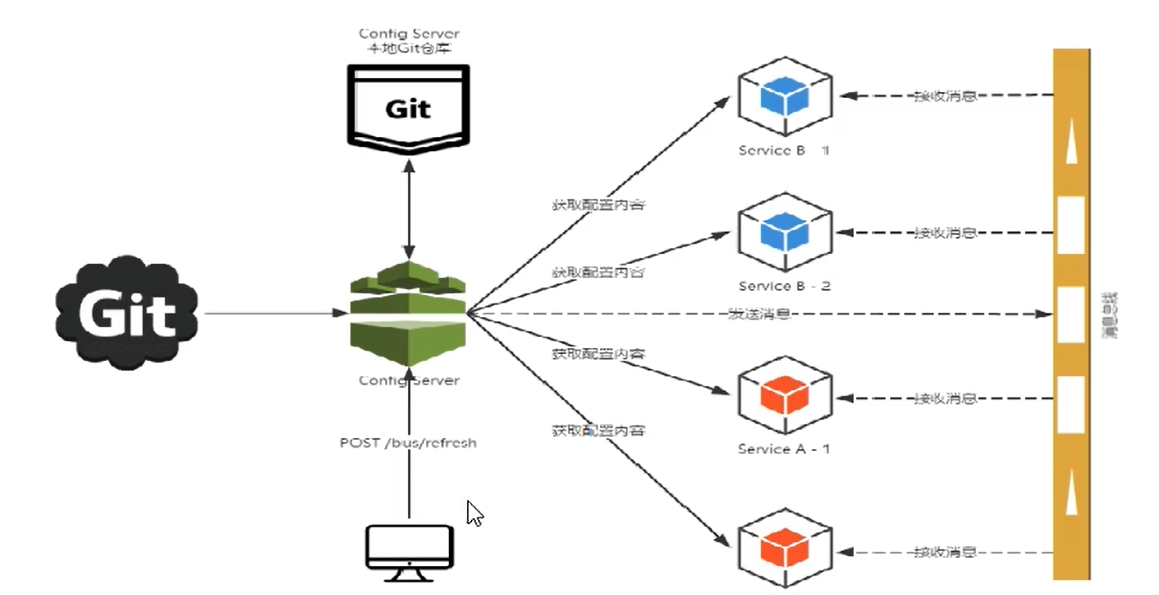 Config Server
本地Git仓库
Git
Service B - 1
接收消息
获取配置内容
Service B - 2
接收消息
获取配置内容
Git
发送消息
消息总线
Config Server
获取配置内容
Service A - 1
接收消息
获取配置内容
POST /bus/refresh
接收消息